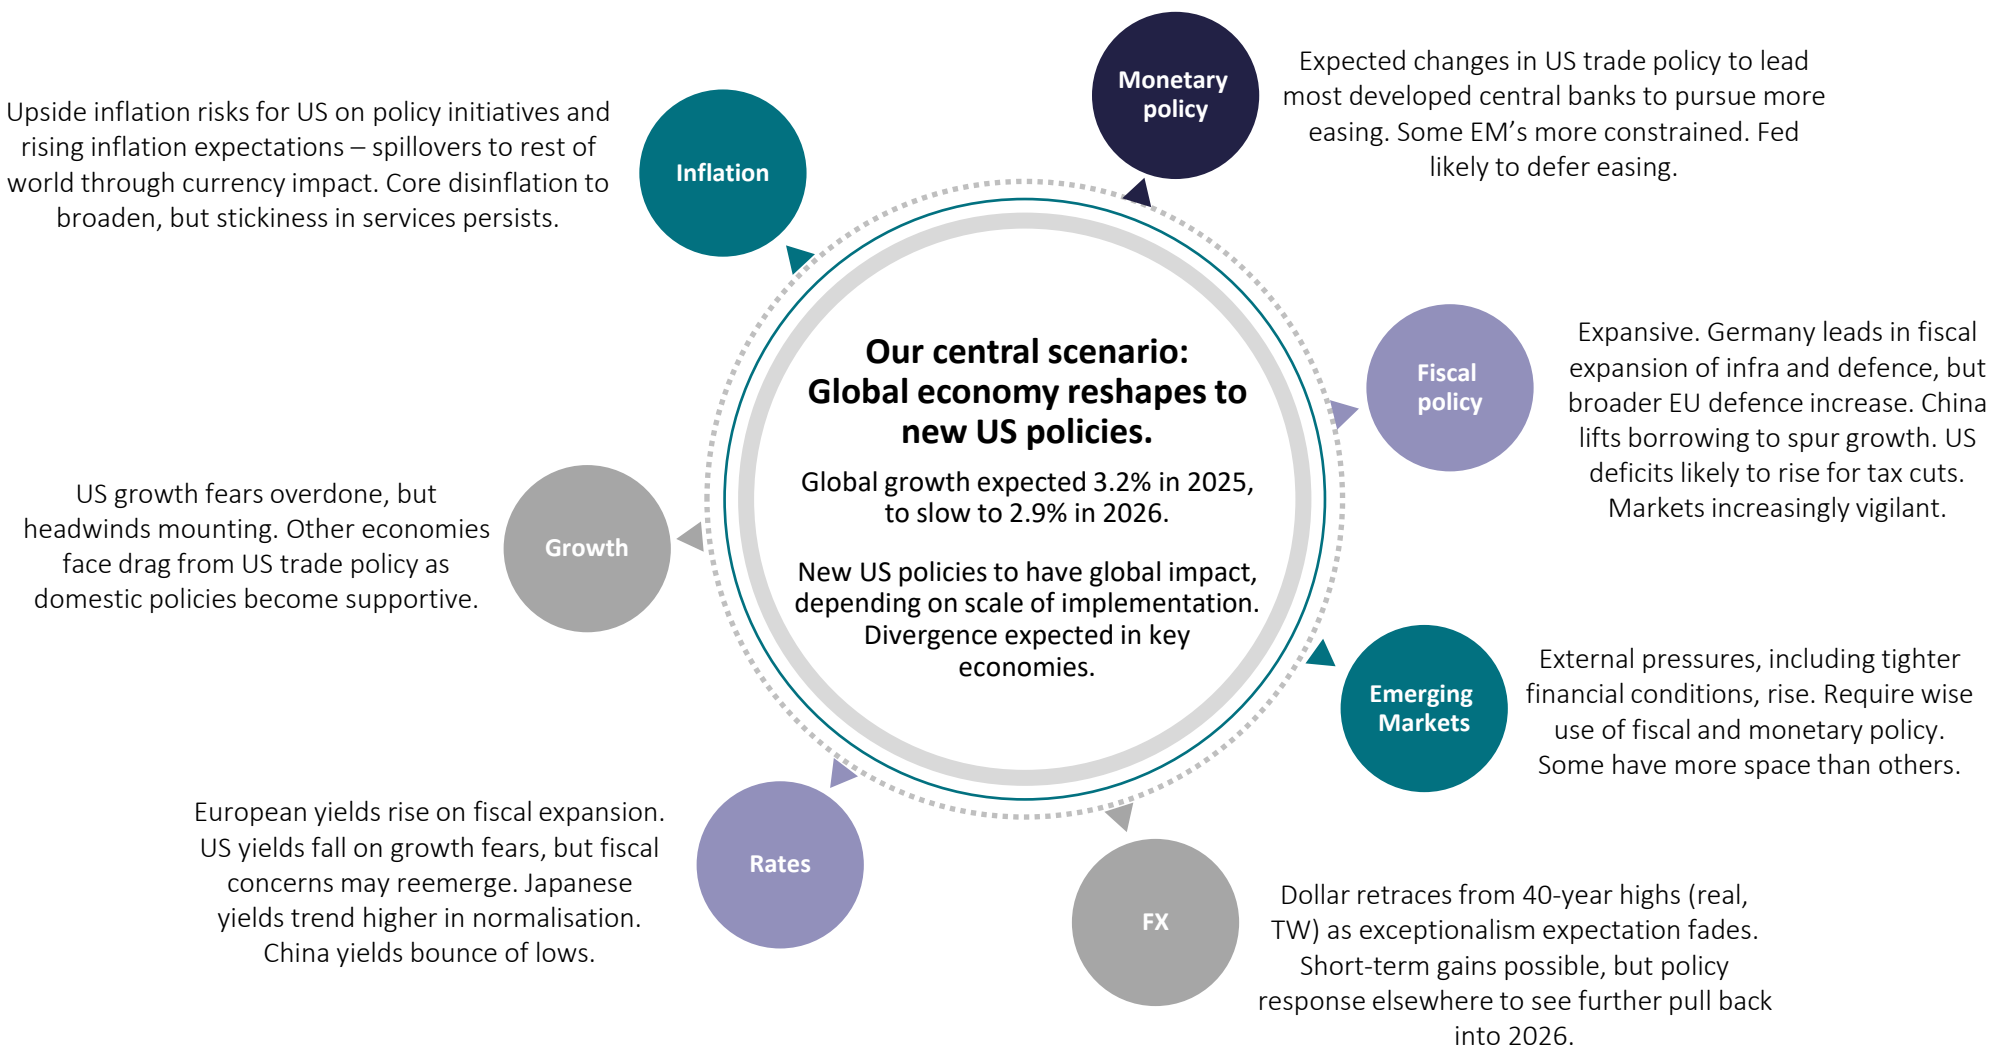 Monetary
policy
Expected changes in US trade policy to lead
most developed central banks to pursue more
easing. Some EM's more constrained. Fed
likely to defer easing.
Upside inflation risks for US on policy initiatives and
rising inflation expectations – spillovers to rest of
world through currency impact. Core disinflation to
broaden, but stickiness in services persists.
Inflation
Our central scenario:
Global economy reshapes to
new US policies.
Global growth expected 3.2% in 2025,
to slow to 2.9% in 2026.
New US policies to have global impact,
depending on scale of implementation.
Divergence expected in key
economies.
Fiscal
policy
Expansive. Germany leads in fiscal
expansion of infra and defence, but
broader EU defence increase. China
lifts borrowing to spur growth. US
deficits likely to rise for tax cuts.
Markets increasingly vigilant.
US growth fears overdone, but
headwinds mounting. Other economies
face drag from US trade policy as
domestic policies become supportive.
Growth
Emerging
Markets
External pressures, including tighter
financial conditions, rise. Require wise
use of fiscal and monetary policy.
Some have more space than others.
European yields rise on fiscal expansion.
US yields fall on growth fears, but fiscal
concerns may reemerge. Japanese
yields trend higher in normalisation.
China yields bounce of lows.
Rates
FX
Dollar retraces from 40-year highs (real,
TW) as exceptionalism expectation fades.
Short-term gains possible, but policy
response elsewhere to see further pull back
into 2026.